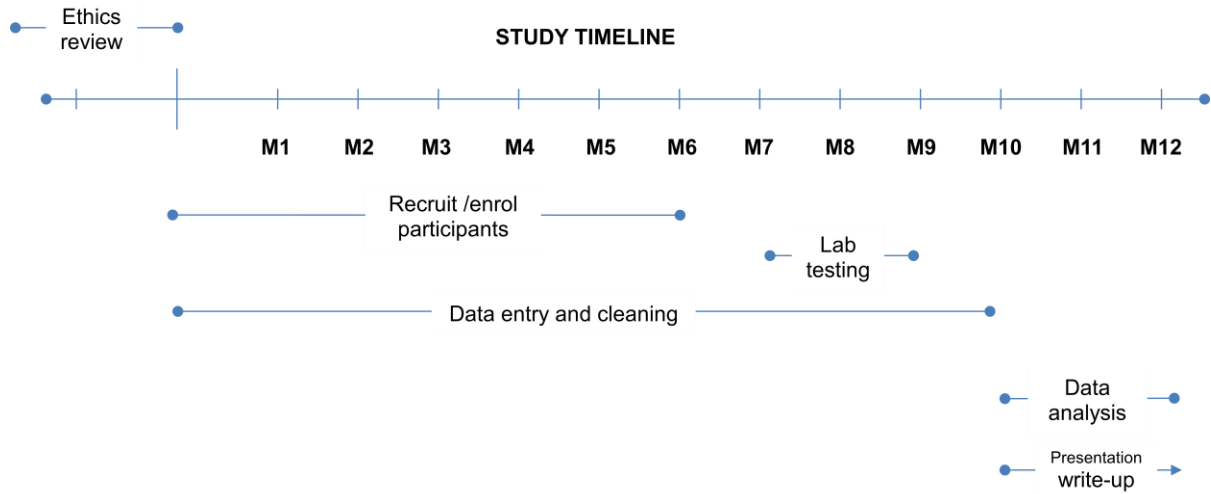 Ethics
review
STUDY TIMELINE
M1 M2 M3 M4 M5 M6 M7 M8 M9 M10 M11 M12
Recruit /enrol
participants
Lab
testing
Data entry and cleaning
Data
analysis
Presentation
write-up